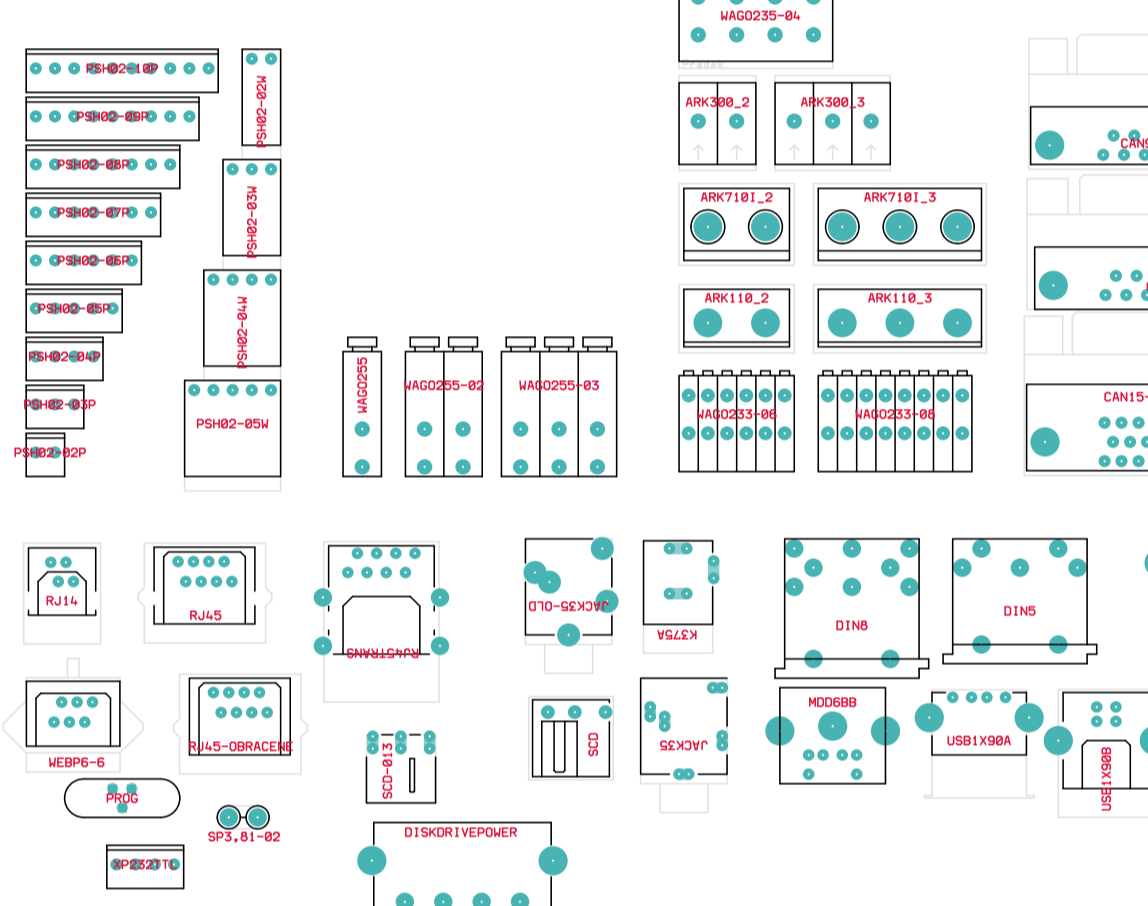 WAGO235-04
PSH02-10P
PSH02-02W
ARK300_2
ARK300_3
PSH02-09P
CAN9
PSH02-08P
PSH02-03W
ARK710I_2
ARK710I_3
PSH02-07P
PSH02-06P
ARK110_2
ARK110_3
PSH02-05P
PSH02-04W
PSH02-04P
WAGO255
WAGO255-02
WAGO255-03
PSH02-03P
PSH02-05W
WAGO233-06
WAGO233-08
CAN15-
PSH02-02P
RJ14
RJ45
RJ45TRANS
JACK35-OLD
K375A
DIN8
DIN5
WEBP6-6
RJ45-OBRACENE
SCD-013
SCD
JACK35
MDD6BB
USB1X90A
USB1X90B
PROG
SP3,81-02
DISKDRIVEPOWER
XP232TTL